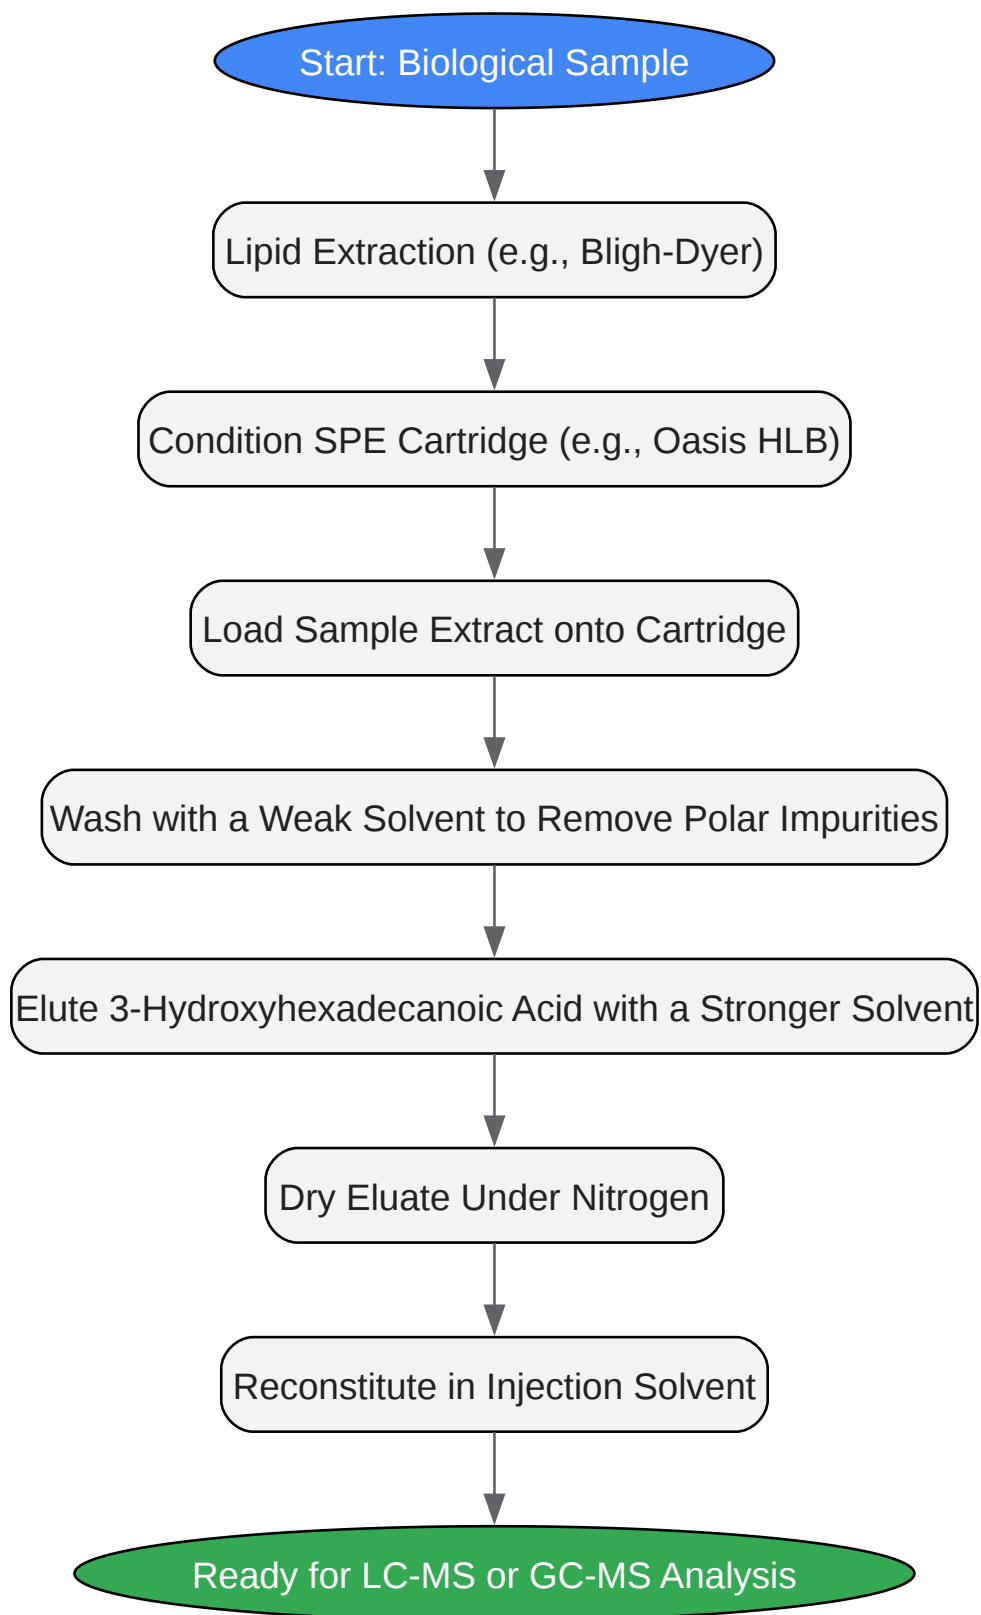 Start: Biological Sample
Lipid Extraction (e.g., Bligh-Dyer)
Condition SPE Cartridge (e.g., Oasis HLB)
Load Sample Extract onto Cartridge
Wash with a Weak Solvent to Remove Polar Impurities
Elute 3-Hydroxyhexadecanoic Acid with a Stronger Solvent
Dry Eluate Under Nitrogen
Reconstitute in Injection Solvent
Ready for LC-MS or GC-MS Analysis